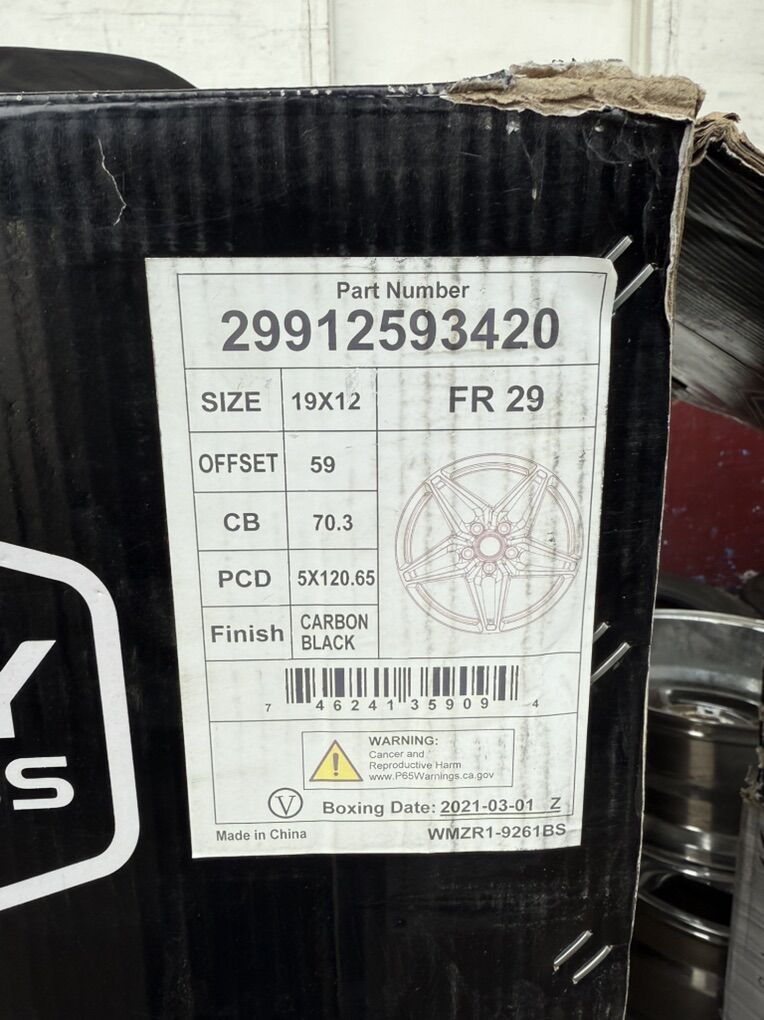 Part Number
29912593420
SIZE 19X12 FR 29
OFFSET 59
CB 70.3
PCD 5X120.65
Finish CARBON BLACK
7 46241 35909 4
WARNING:
Cancer and
Reproductive Harm
www.P65Warnings.ca.gov
V Boxing Date: 2021-03-01 Z
Made in China WMZR1-9261BS
Y
SS